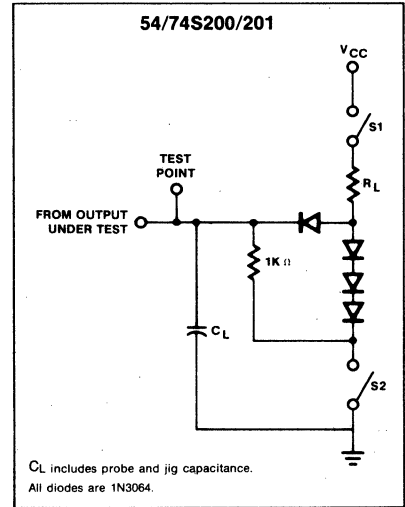 54/74S200/201
VCC
S1
TEST
POINT
RL
FROM OUTPUT
UNDER TEST
1K Ω
CL
S2
CL includes probe and jig capacitance.
All diodes are 1N3064.